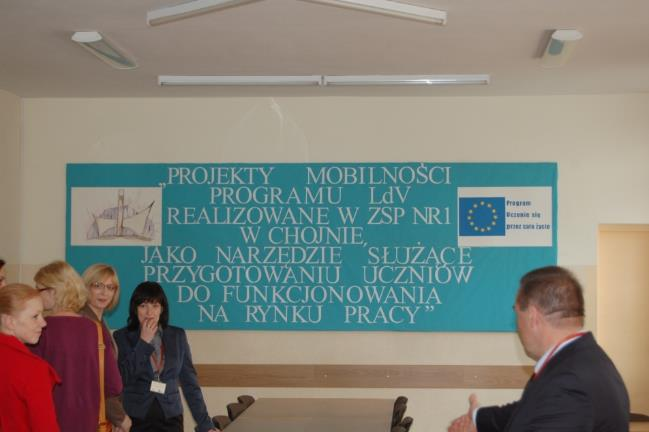 „PROJEKTY MOBILNOŚCI
PROGRAMU LdV
REALIZOWANE W ZSP NR1
W CHOJNIE,
JAKO NARZĘDZIE SŁUŻĄCE
PRZYGOTOWANIU UCZNIÓW
DO FUNKCJONOWANIA
NA RYNKU PRACY”
Program
Uczenie się
przez całe życie